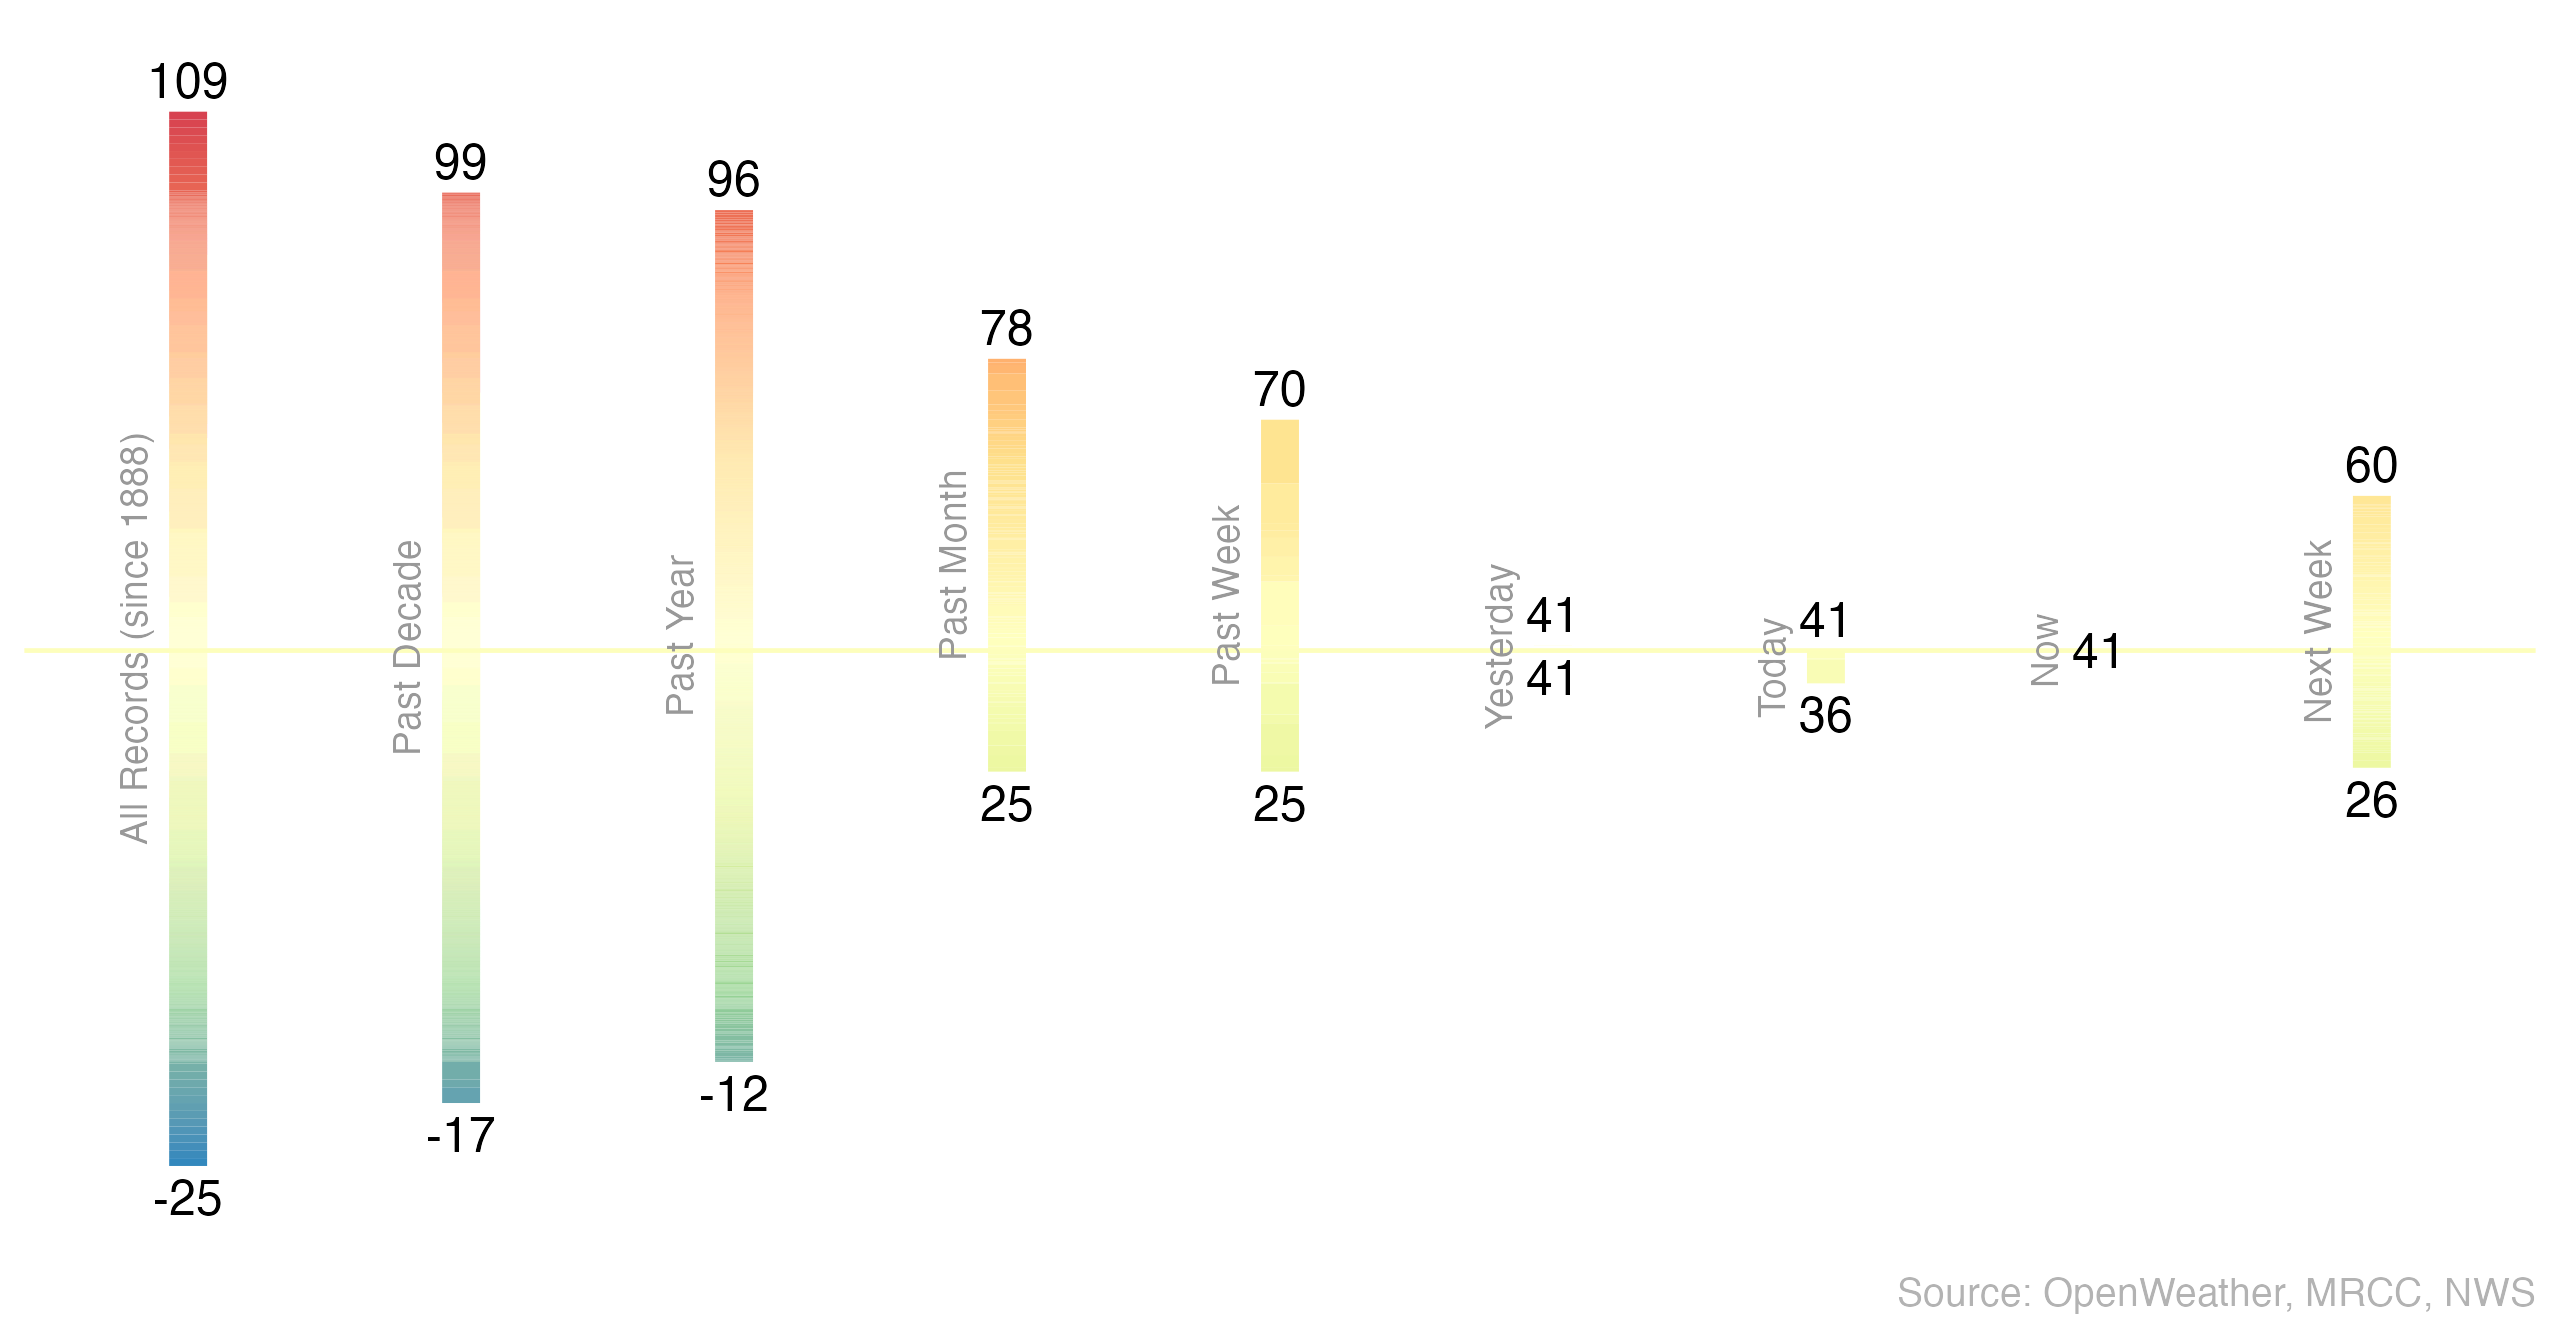 109
All Records (since 1888)
-25
99
Past Decade
-17
96
Past Year
-12
78
Past Month
25
70
Past Week
25
Yesterday
41
41
Today
41
36
Now
41
60
Next Week
26
Source: OpenWeather, MRCC, NWS